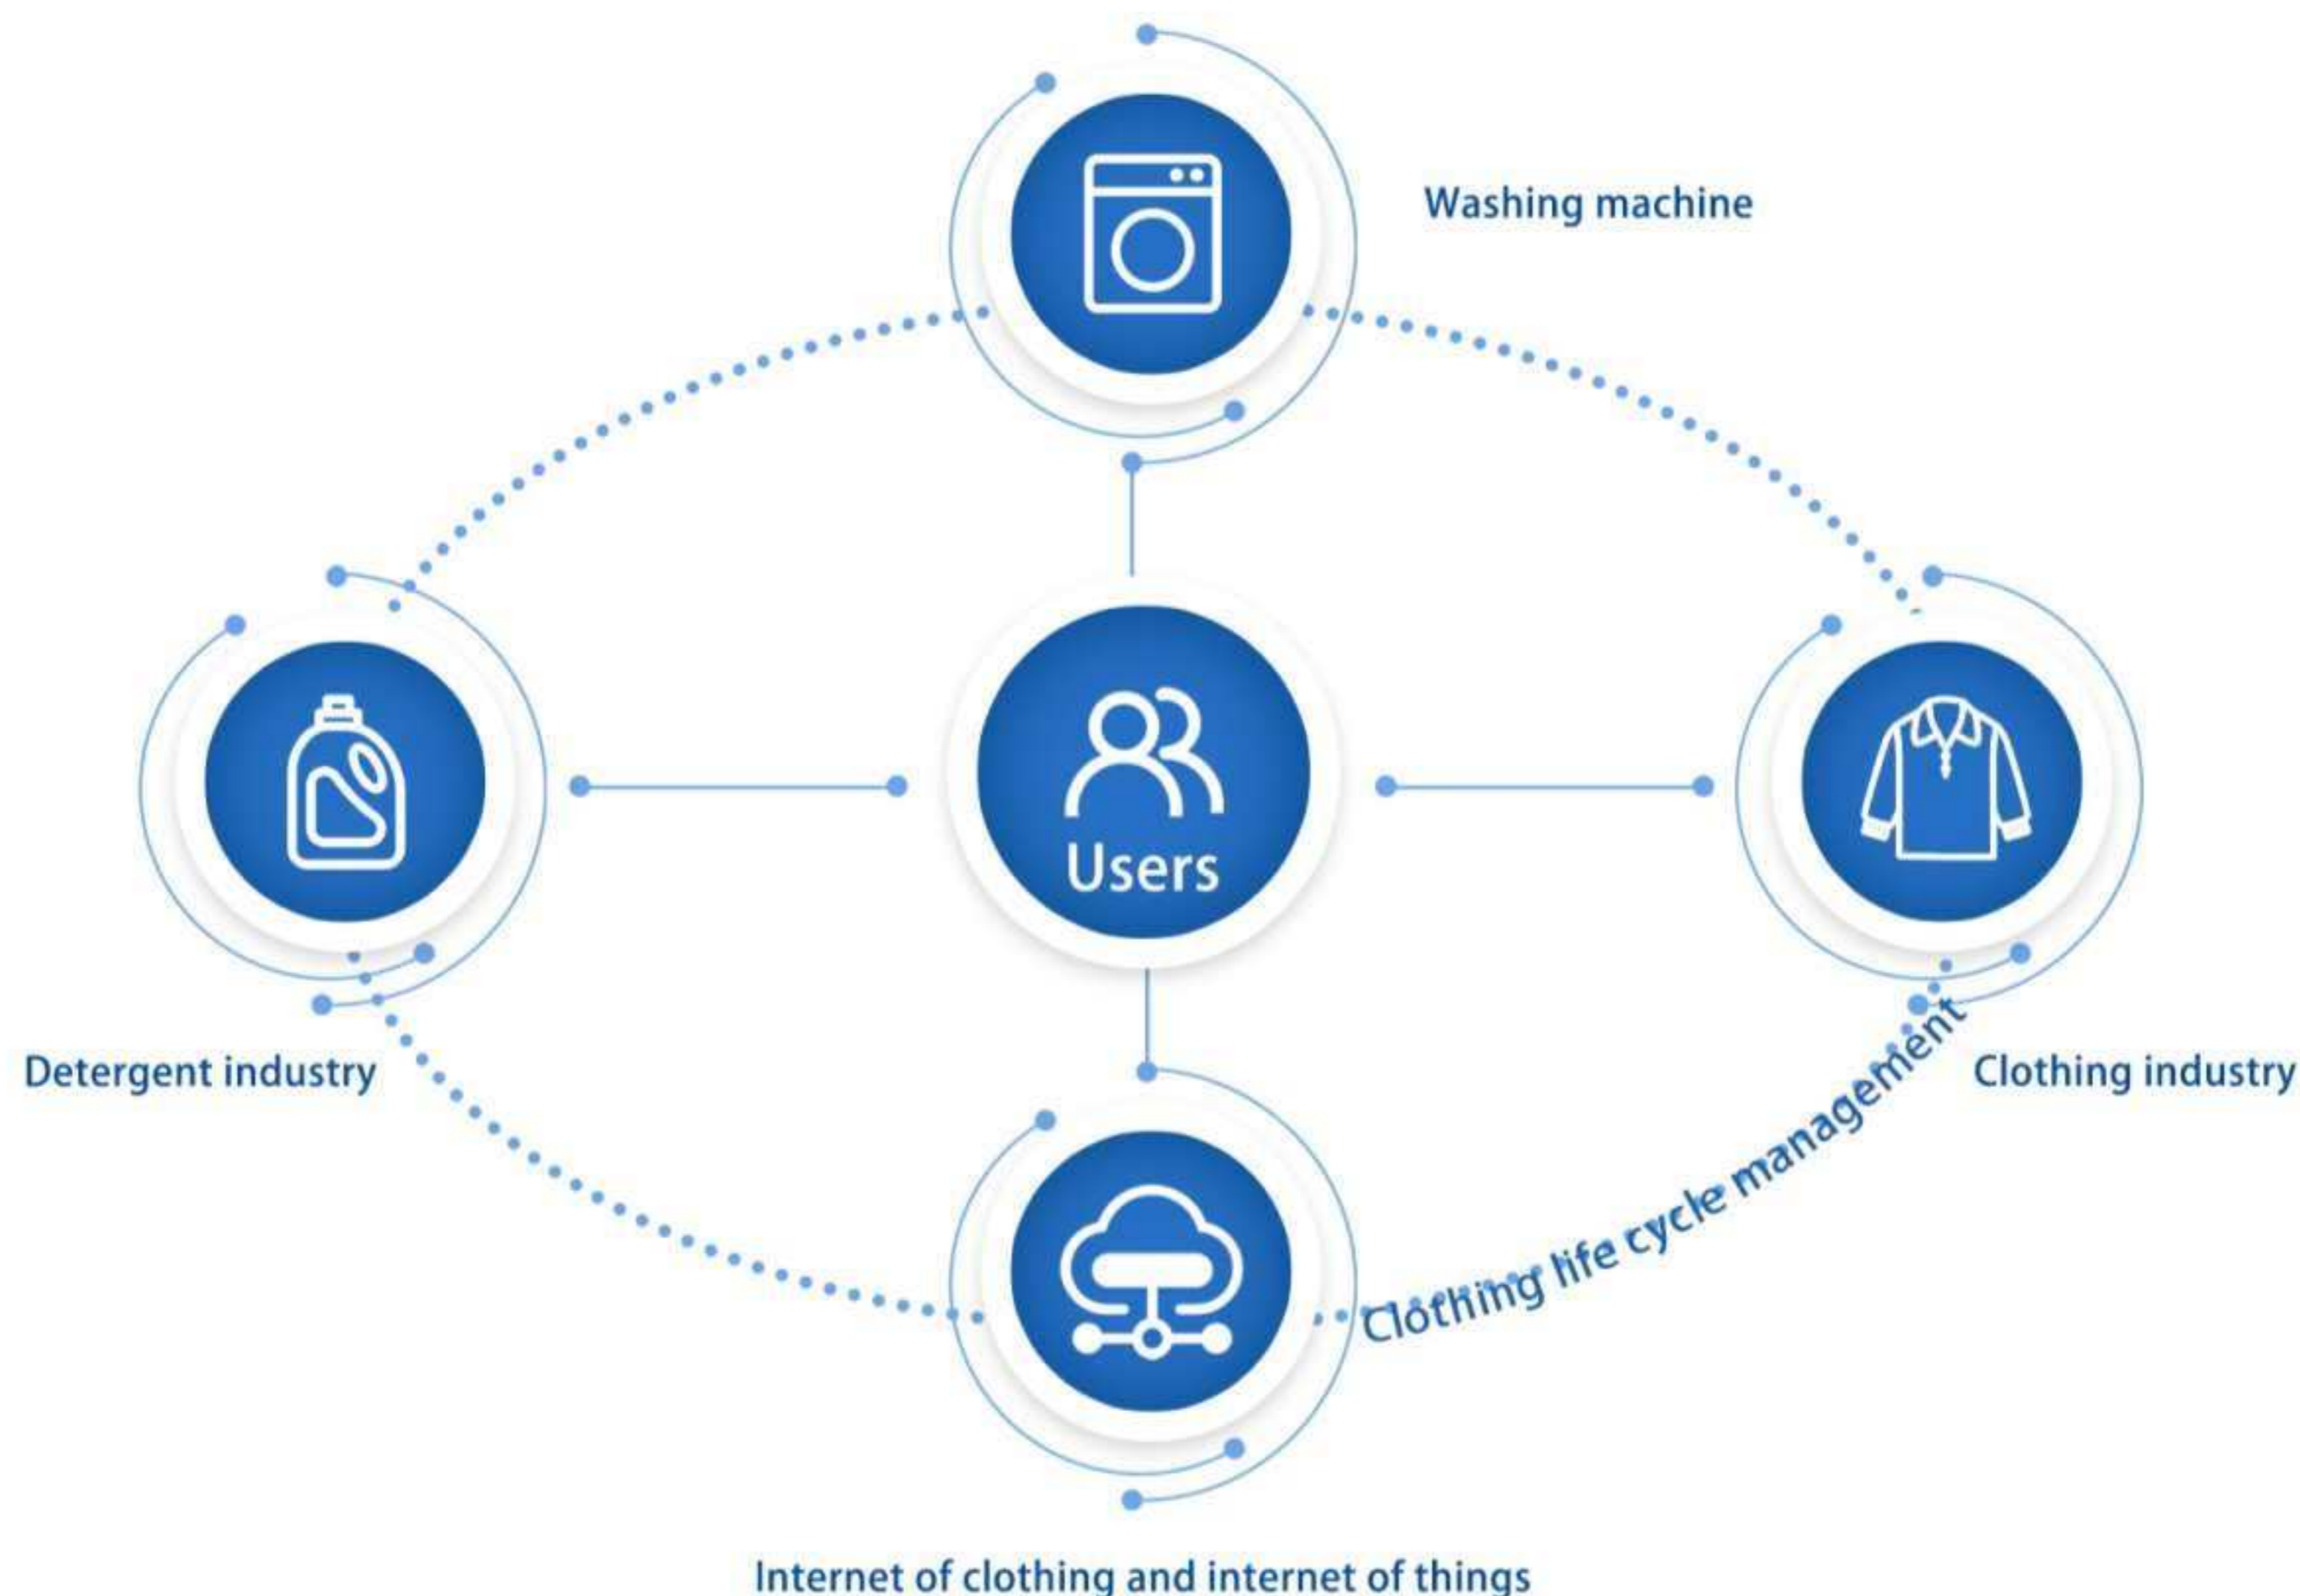 Washing machine
Users
Detergent industry
Clothing industry
Clothing life cycle management
Internet of clothing and internet of things